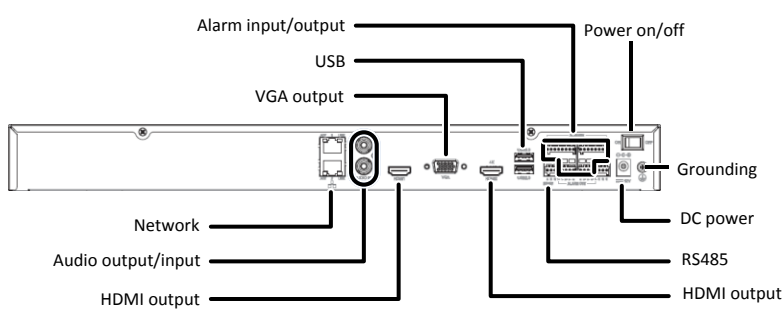 Alarm input/output
Power on/off
USB
VGA output
Grounding
Network
DC power
Audio output/input
RS485
HDMI output
HDMI output